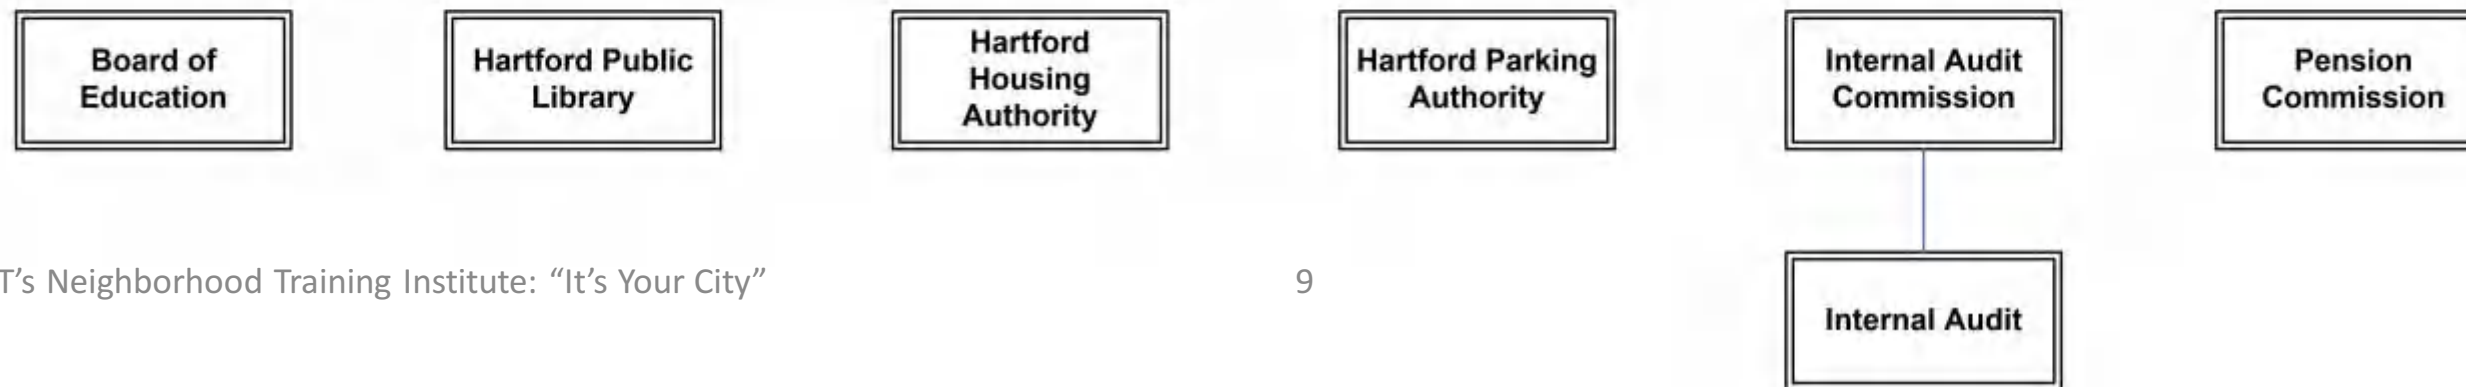 Board of
Education
Hartford Public
Library
Hartford
Housing
Authority
Hartford Parking
Authority
Internal Audit
Commission
Pension
Commission
T’s Neighborhood Training Institute: “It’s Your City”
9
Internal Audit